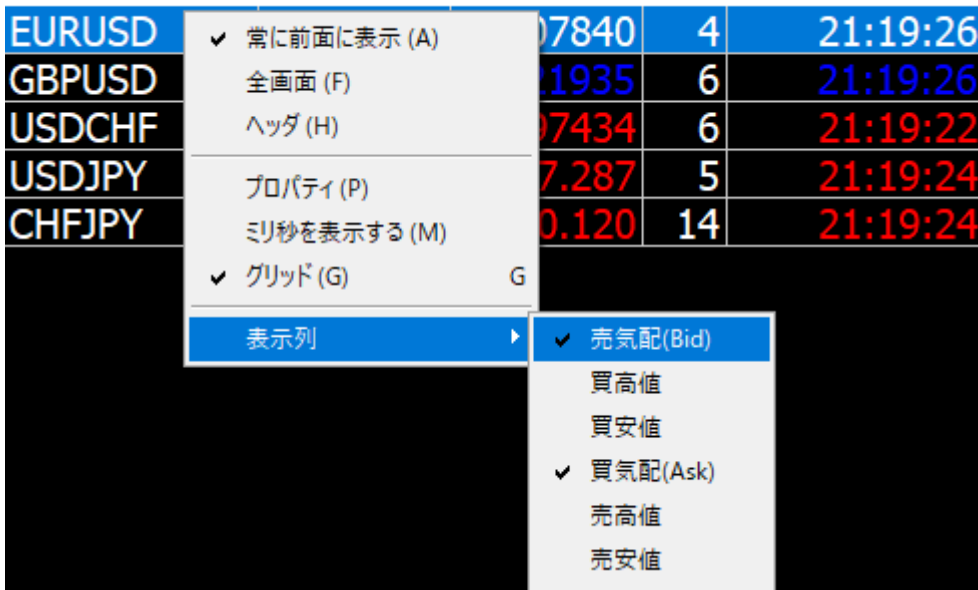 EURUSD 07840 4 21:19:26
GBPUSD 21935 6 21:19:26
USDCHF 97434 6 21:19:22
USDJPY 7.287 5 21:19:24
CHFJPY 0.120 14 21:19:24
✔ 常に前面に表示 (A)
全画面 (F)
ヘッダ (H)
プロパティ (P)
ミリ秒を表示する (M)
✔ グリッド (G) G
表示列
✔ 売気配(Bid)
買高値
買安値
✔ 買気配(Ask)
売高値
売安値